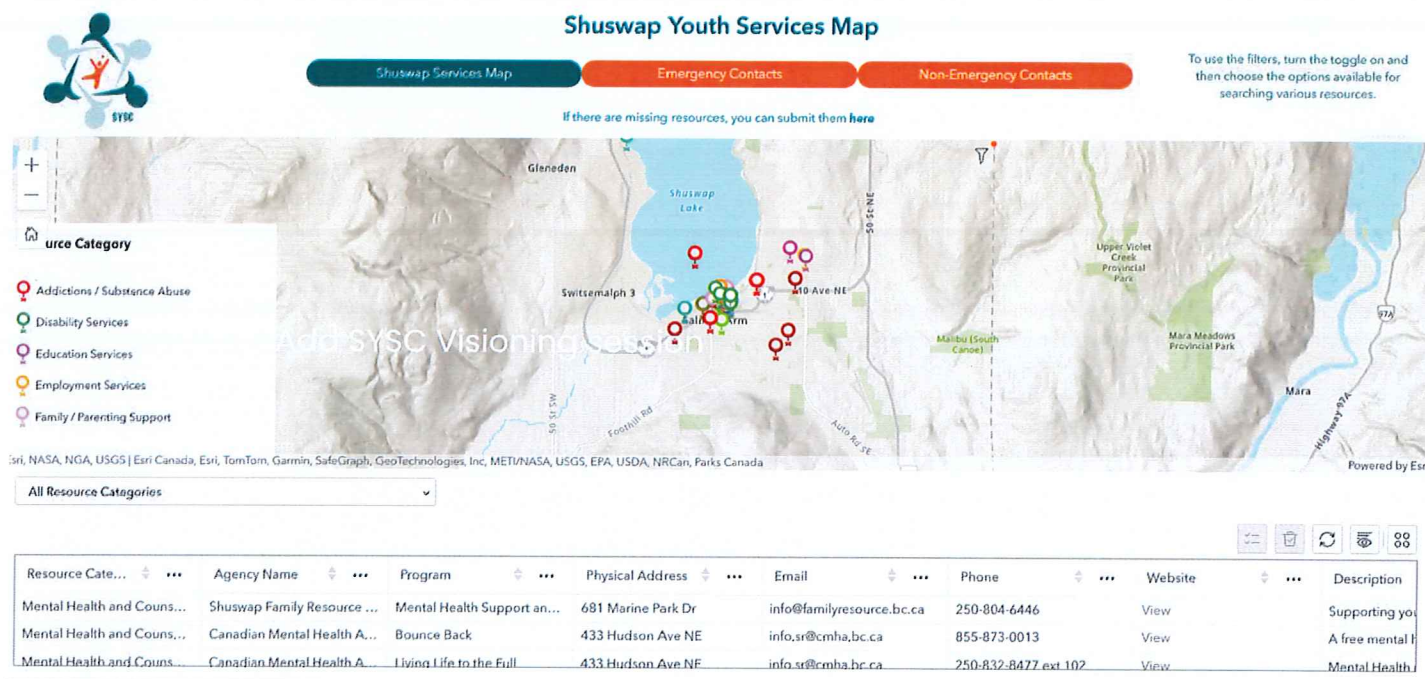 Shuswap Youth Services Map
SYSC
Shuswap Services Map
Emergency Contacts
Non-Emergency Contacts
To use the filters, turn the toggle on and
then choose the options available for
searching various resources.
If there are missing resources, you can submit them here
Gleneden
Shuswap
Lake
50 St NE
Upper Violet
Creek
Provincial
Park
urce Category
Addictions / Substance Abuse
Disability Services
Education Services
Employment Services
Family / Parenting Support
Switsemalph 3
10 Ave NE
1
97A
Add SYSC Visioning Session
Malibu (South
Canoe)
Mara Meadows
Provincial Park
Mara
50 St SW
Foothill Rd
Auto Rd SE
Highway 97A
Esri, NASA, NGA, USGS | Esri Canada, Esri, TomTom, Garmin, SafeGraph, GeoTechnologies, Inc, METI/NASA, USGS, EPA, USDA, NRCan, Parks Canada
Powered by Esr
All Resource Categories
Resource Cate... Agency Name Program Physical Address Email Phone Website Description
Mental Health and Couns... Shuswap Family Resource ... Mental Health Support an... 681 Marine Park Dr info@familyresource.bc.ca 250-804-6446 View Supporting you
Mental Health and Couns... Canadian Mental Health A... Bounce Back 433 Hudson Ave NE info.sr@cmha.bc.ca 855-873-0013 View A free mental h
Mental Health and Couns... Canadian Mental Health A... Living Life to the Full 433 Hudson Ave NE info.sr@cmha.bc.ca 250-832-8477 ext 102 View Mental Health